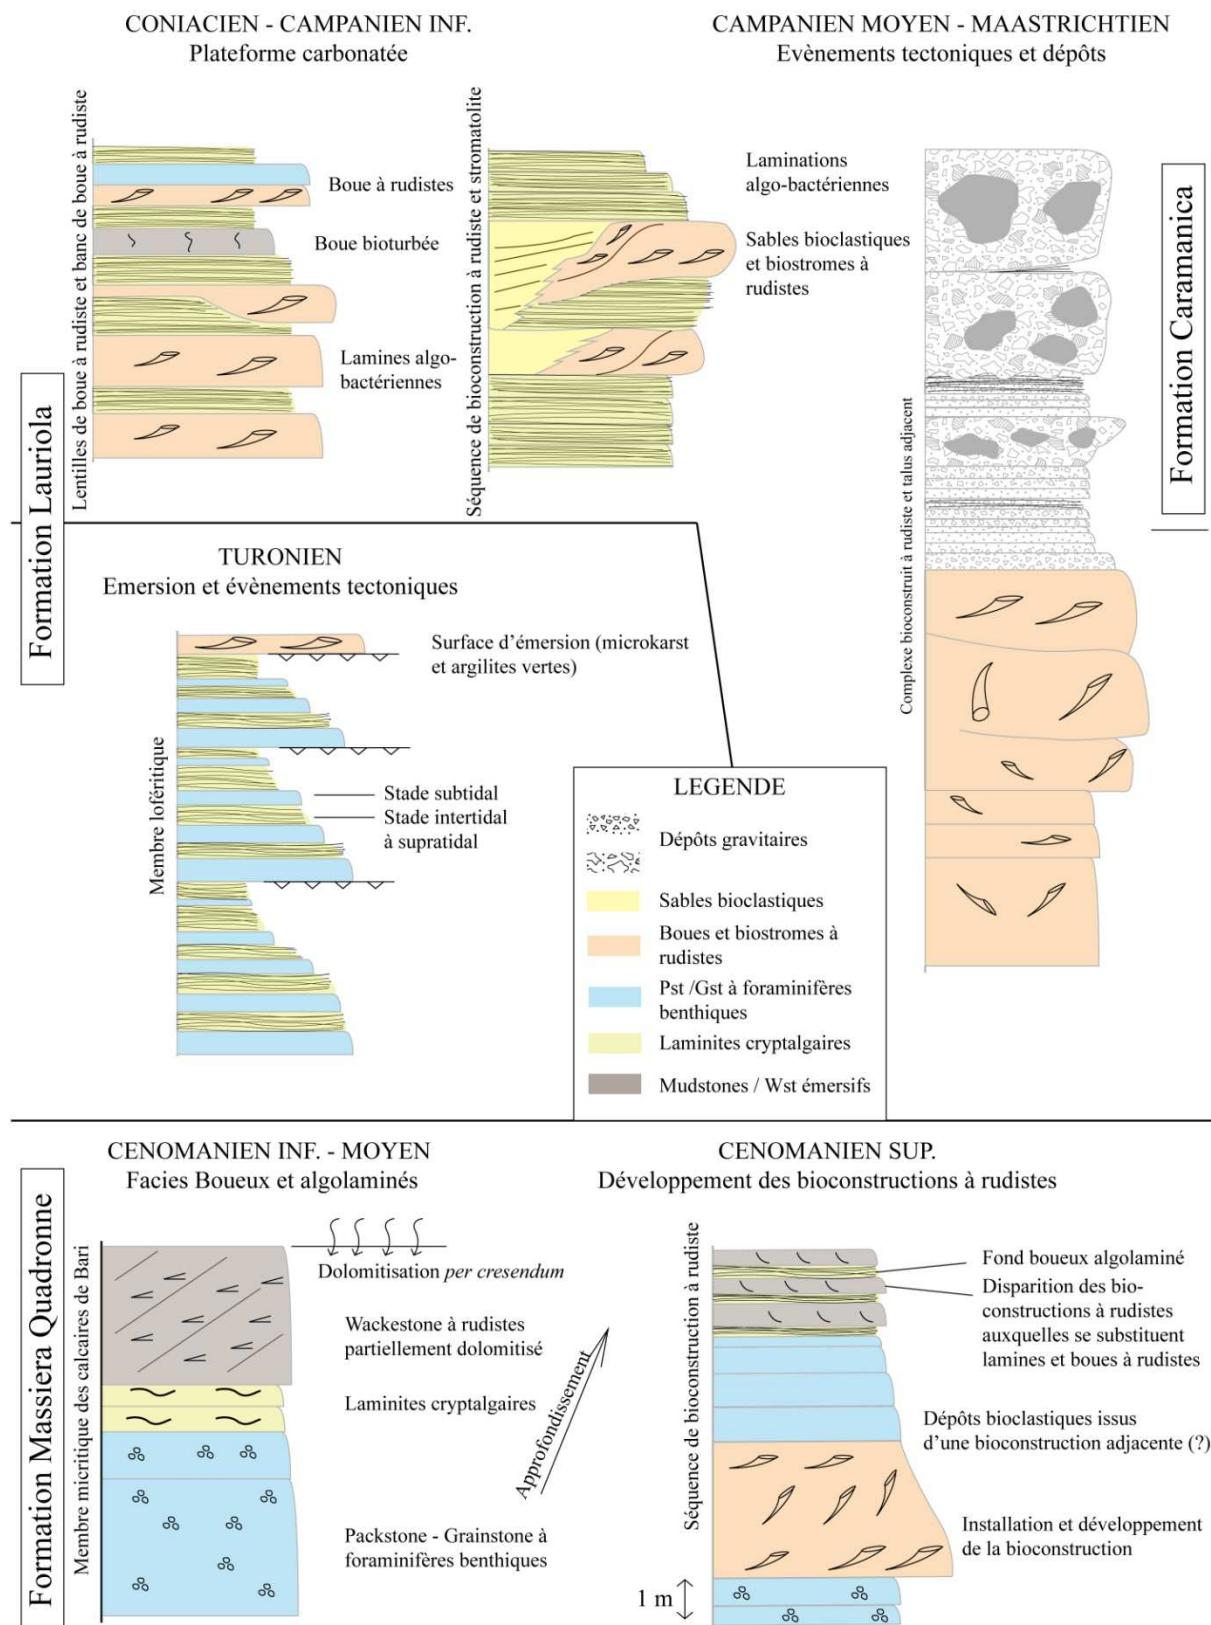 CONIACIEN - CAMPANIEN INF.
Plateforme carbonatée
CAMPANIEN MOYEN - MAASTRICHTIEN
Evènements tectoniques et dépôts
Formation Lauriola
Lentilles de boue à rudiste et banc de boue à rudiste
Boue à rudistes
Boue bioturbée
Lamines algo-
bactériennes
Séquence de bioconstruction à rudiste et stromatolite
Laminations
algo-bactériennes
Sables bioclastiques
et biostromes à
rudistes
Complexe bioconstruit à rudiste et talus adjacent
Formation Caramanica
TURONIEN
Emersion et évènements tectoniques
Membre loféritique
Surface d’émersion (microkarst
et argilites vertes)
Stade subtidal
Stade intertidal
à supratidal
LEGENDE
Dépôts gravitaires
Sables bioclastiques
Boues et biostromes à
rudistes
Pst /Gst à foraminifères
benthiques
Laminites cryptalgaires
Mudstones / Wst émersifs
Formation Massiera Quadronne
CENOMANIEN INF. - MOYEN
Facies Boueux et algolaminés
Membre micritique des calcaires de Bari
Dolomitisation per cresendum
Wackestone à rudistes
partiellement dolomitisé
Laminites cryptalgaires
Packstone - Grainstone à
foraminifères benthiques
Approfondissement
CENOMANIEN SUP.
Développement des bioconstructions à rudistes
Séquence de bioconstruction à rudiste
Fond boueux algolaminé
Disparition des bio-
constructions à rudistes
auxquelles se substituent
lamines et boues à rudistes
Dépôts bioclastiques issus
d’une bioconstruction adjacente (?)
Installation et développement
de la bioconstruction
1 m